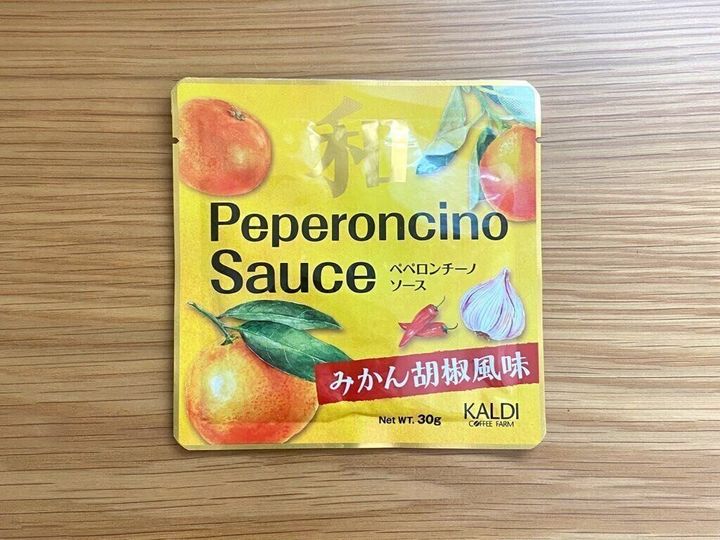 和
Peperoncino
Sauce
ペペロンチーノ
ソース
みかん胡椒風味
Net WT. 30g
KALDI
COFFEE FARM